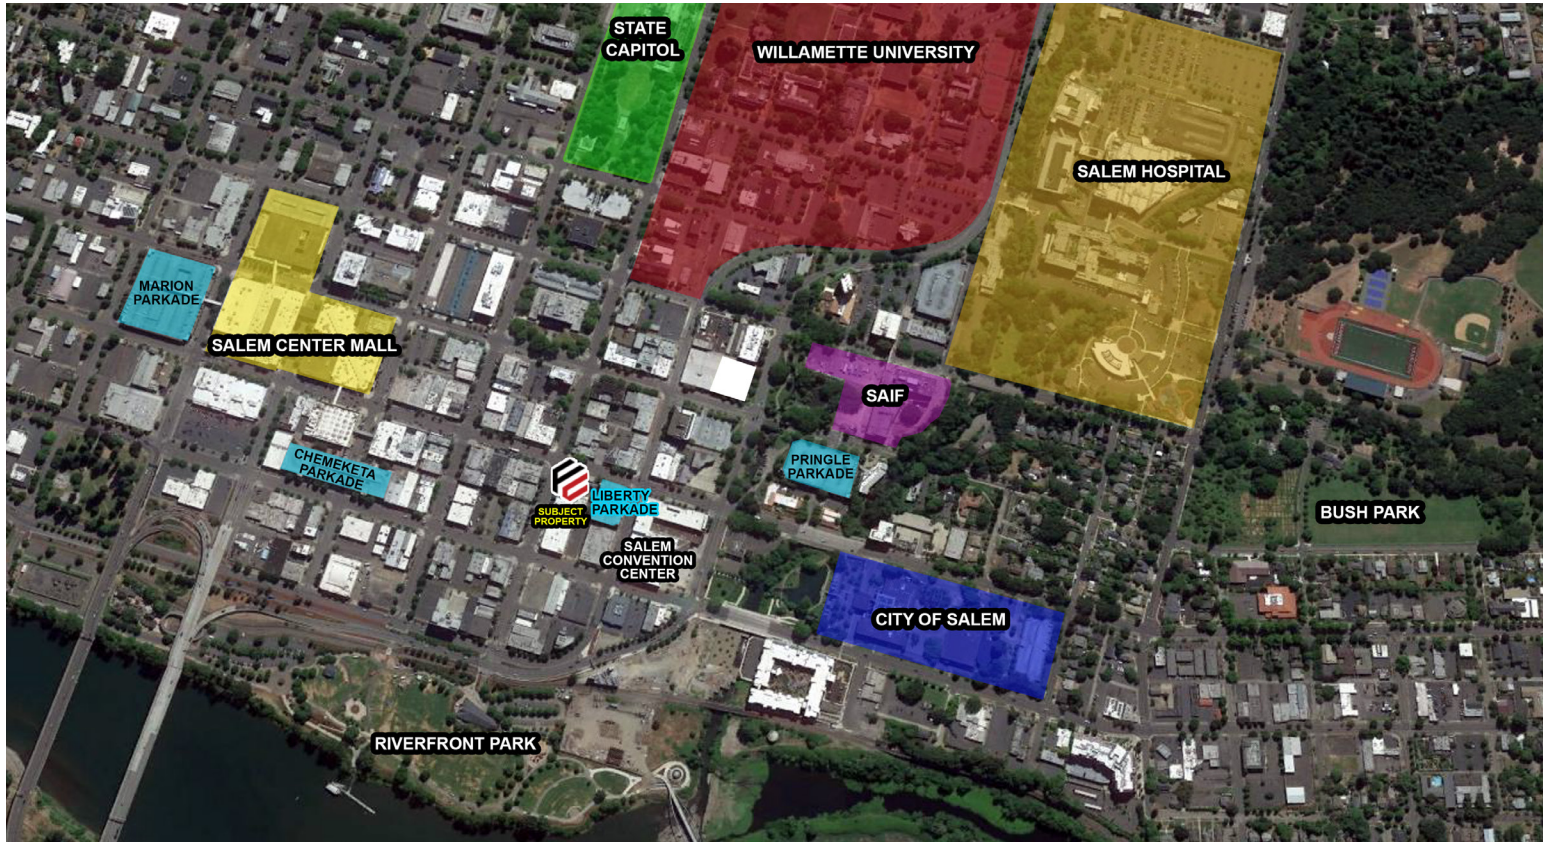 STATE
CAPITOL
WILLAMETTE UNIVERSITY
SALEM HOSPITAL
MARION
PARKADE
SALEM CENTER MALL
SAIF
CHEMEKETA
PARKADE
PRINGLE
PARKADE
LIBERTY
PARKADE
SUBJECT
PROPERTY
BUSH PARK
SALEM
CONVENTION
CENTER
CITY OF SALEM
RIVERFRONT PARK